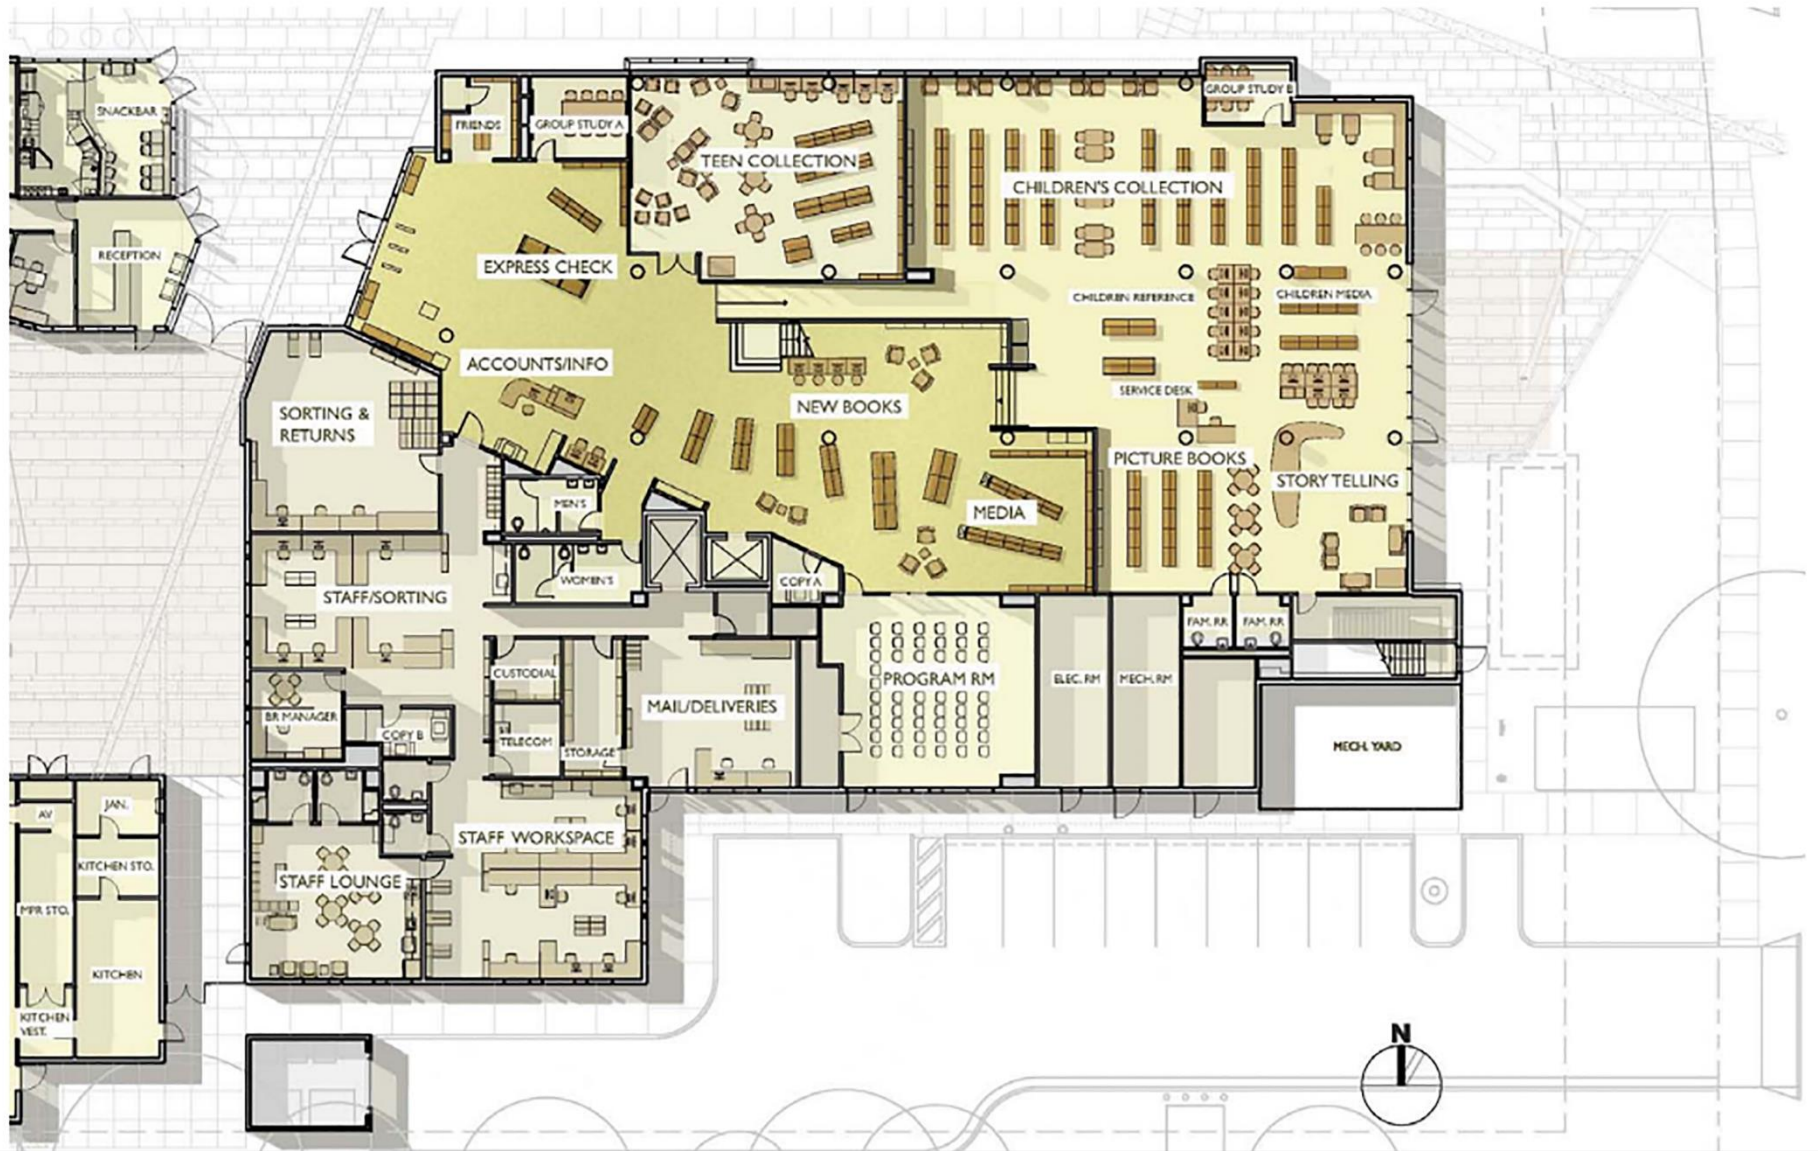 SNACKBAR
FRIENDS
GROUP STUDY A
GROUP STUDY B
TEEN COLLECTION
CHILDREN'S COLLECTION
RECEPTION
EXPRESS CHECK
CHILDREN REFERENCE
CHILDREN MEDIA
ACCOUNTS/INFO
SERVICE DESK
NEW BOOKS
SORTING &
RETURNS
PICTURE BOOKS
STORY TELLING
MEN'S
MEDIA
WOMEN'S
COPY A
STAFF/SORTING
FAM. RR
FAM. RR
CUSTODIAL
PROGRAM RM
ELEC. RM
MECH. RM
BR MANAGER
MAIL/DELIVERIES
COPY B
TELECOM
STORAGE
MECH. YARD
JAN.
AV
STAFF WORKSPACE
KITCHEN STO.
STAFF LOUNGE
MPR STO.
KITCHEN
KITCHEN
VEST.
N